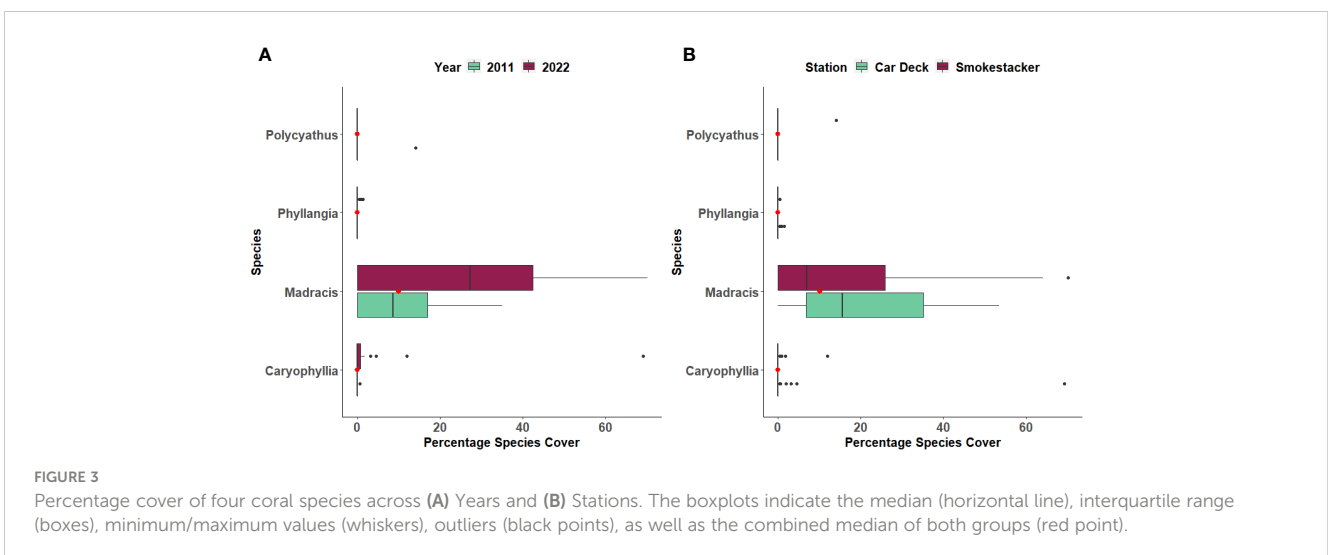 A
Year 2011 2022
Species
Polycyathus
Phyllangia
Madracis
Caryophyllia
0 20 40 60
Percentage Species Cover
B
Station Car Deck Smokestacker
Species
Polycyathus
Phyllangia
Madracis
Caryophyllia
0 20 40 60
Percentage Species Cover
FIGURE 3
Percentage cover of four coral species across (A) Years and (B) Stations. The boxplots indicate the median (horizontal line), interquartile range
(boxes), minimum/maximum values (whiskers), outliers (black points), as well as the combined median of both groups (red point).